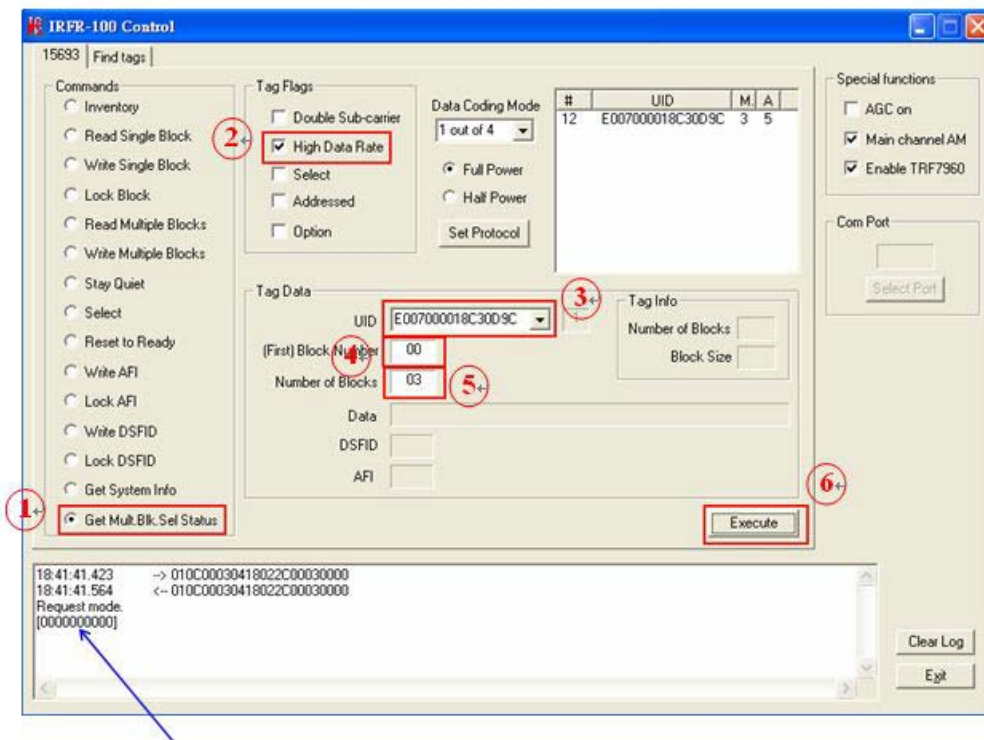 IRFR-100 Control
15693 Find tags
Commands
Inventory
Read Single Block
Write Single Block
Lock Block
Read Multiple Blocks
Write Multiple Blocks
Stay Quiet
Select
Reset to Ready
Write AFI
Lock AFI
Write DSFID
Lock DSFID
Get System Info
1
Get Mult.Blk.Sel Status
Tag Flags
Double Sub-carrier
2
High Data Rate
Select
Addressed
Option
Data Coding Mode
1 out of 4
Full Power
Half Power
Set Protocol
# UID M. A
12 E007000018C30D9C 3 5
Special functions
AGC on
Main channel AM
Enable TRF7960
Com Port
Select Port
Tag Data
UID E007000018C30D9C
3
(First) Block Number 00
4
Number of Blocks 03
5
Data
DSFID
AFI
Tag Info
Number of Blocks
Block Size
6
Execute
18:41:41.423 --> 010C00030418022C00030000
18:41:41.564 <-- 010C00030418022C00030000
Request mode.
[0000000000]
Clear Log
Exit